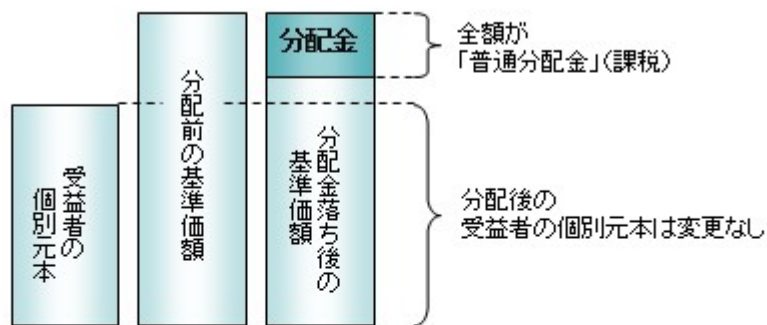 受益者の
個別元本
分配前の基準価額
分配金
分配金落ち後の
基準価額
全額が
「普通分配金」(課税)
分配後の
受益者の個別元本は変更なし